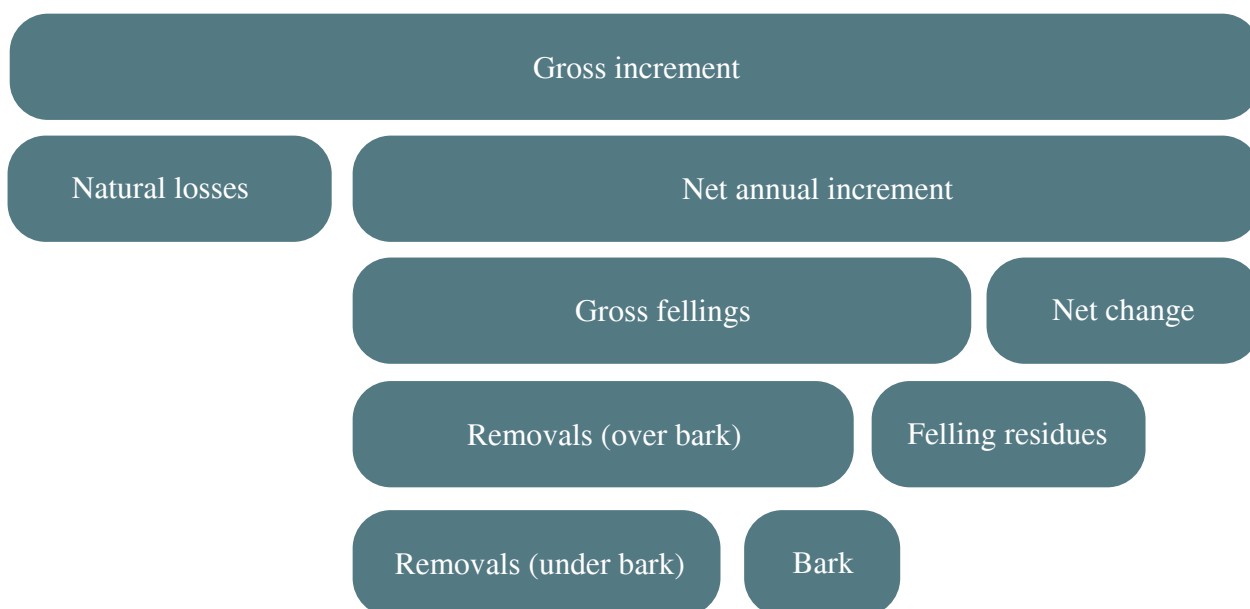 Gross increment
Natural losses
Net annual increment
Gross fellings
Net change
Removals (over bark)
Felling residues
Removals (under bark)
Bark